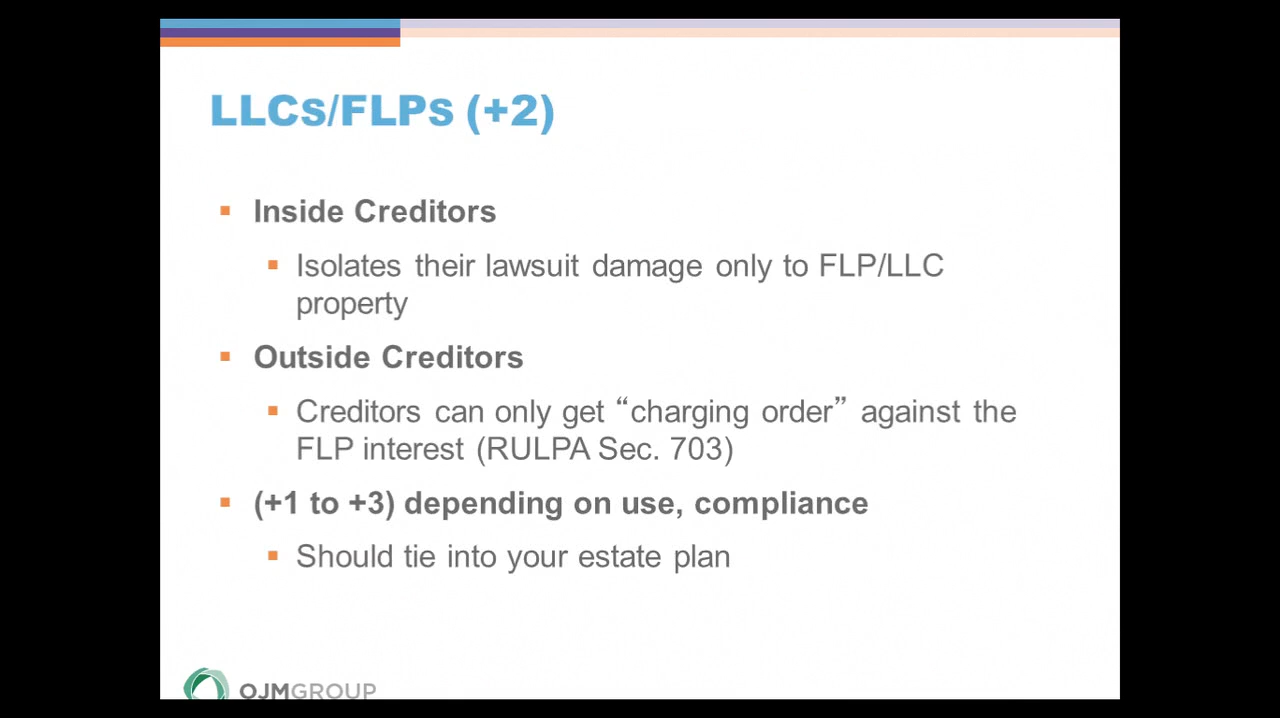 LLCs/FLPs (+2)
Inside Creditors
Isolates their lawsuit damage only to FLP/LLC
property
Outside Creditors
Creditors can only get “charging order” against the
FLP interest (RULPA Sec. 703)
(+1 to +3) depending on use, compliance
Should tie into your estate plan
OJMGROUP